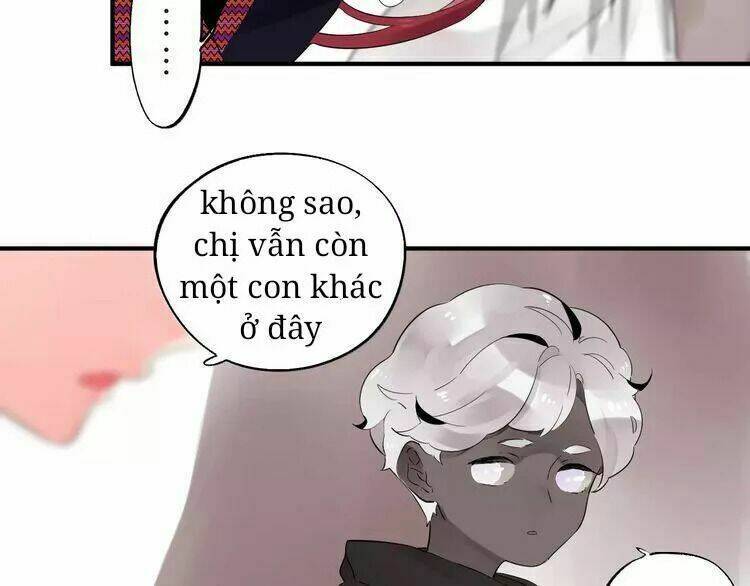 .........
không sao,
chị vẫn còn
một con khác
ở đây